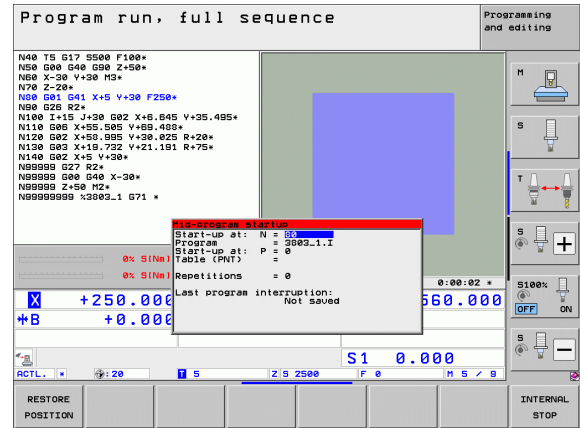 Program run, full sequence
Programming
and editing
N40 T5 G17 S500 F100*
N50 G00 G40 G90 Z+50*
N60 X-30 Y+30 M3*
N70 Z-20*
N80 G01 G41 X+5 Y+30 F250*
N90 G26 R2*
N100 I+15 J+30 G02 X+6.645 Y+35.495*
N110 G06 X+55.505 Y+69.488*
N120 G02 X+58.995 Y+30.025 R+20*
N130 G03 X+19.732 Y+21.191 R+75*
N140 G02 X+5 Y+30*
N99999 G27 R2*
N99999 G00 G40 X-30*
N99999 Z+50 M2*
N99999999 %3803_1 G71 *
Mid-program startup
Start-up at: N = 80
Program = 3803_1.I
Start-up at: P = 0
Table (PNT) =
Repetitions = 0
Last program interruption:
Not saved
0% S[Nm]
0% S[Nm]
0:00:02 *
X +250.000
560.000
B +0.000
S1 0.000
ACTL. * : 20 T 5 Z S 2500 F 0 M 5 / 9
M
S
T
S +
S100%
OFF ON
S -
RESTORE
POSITION
INTERNAL
STOP